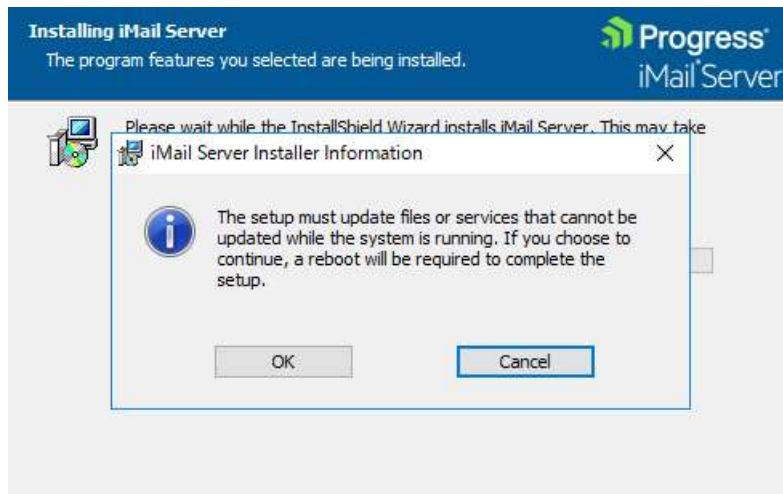 Installing iMail Server
The program features you selected are being installed.
Progress
iMail Server
Please wait while the InstallShield Wizard installs iMail Server. This may take
iMail Server Installer Information
The setup must update files or services that cannot be
updated while the system is running. If you choose to
continue, a reboot will be required to complete the
setup.
OK
Cancel